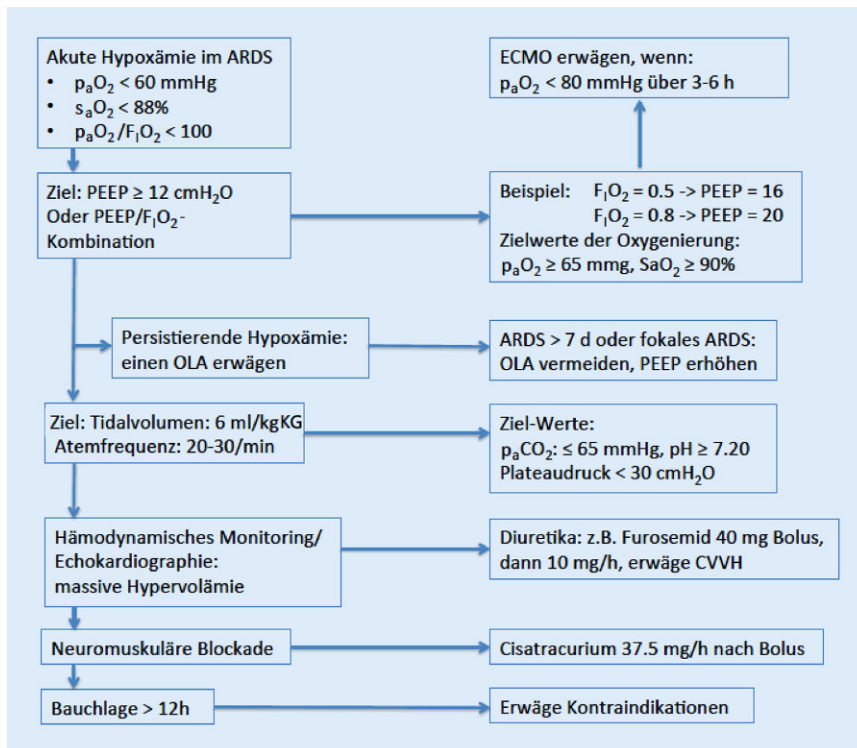 Akute Hypoxämie im ARDS
• pₐO₂ < 60 mmHg
• sₐO₂ < 88%
• pₐO₂/FᵢO₂ < 100
ECMO erwägen, wenn:
pₐO₂ < 80 mmHg über 3-6 h
Ziel: PEEP ≥ 12 cmH₂O
Oder PEEP/FᵢO₂-
Kombination
Beispiel: FᵢO₂ = 0.5 -> PEEP = 16
FᵢO₂ = 0.8 -> PEEP = 20
Zielwerte der Oxygenierung:
pₐO₂ ≥ 65 mmg, SaO₂ ≥ 90%
Persistierende Hypoxämie:
einen OLA erwägen
ARDS > 7 d oder fokales ARDS:
OLA vermeiden, PEEP erhöhen
Ziel: Tidalvolumen: 6 ml/kgKG
Atemfrequenz: 20-30/min
Ziel-Werte:
pₐCO₂: ≤ 65 mmHg, pH ≥ 7.20
Plateaudruck < 30 cmH₂O
Hämodynamisches Monitoring/
Echokardiographie:
massive Hypervolämie
Diuretika: z.B. Furosemid 40 mg Bolus,
dann 10 mg/h, erwäge CVVH
Neuromuskuläre Blockade
Cisatracurium 37.5 mg/h nach Bolus
Bauchlage > 12h
Erwäge Kontraindikationen